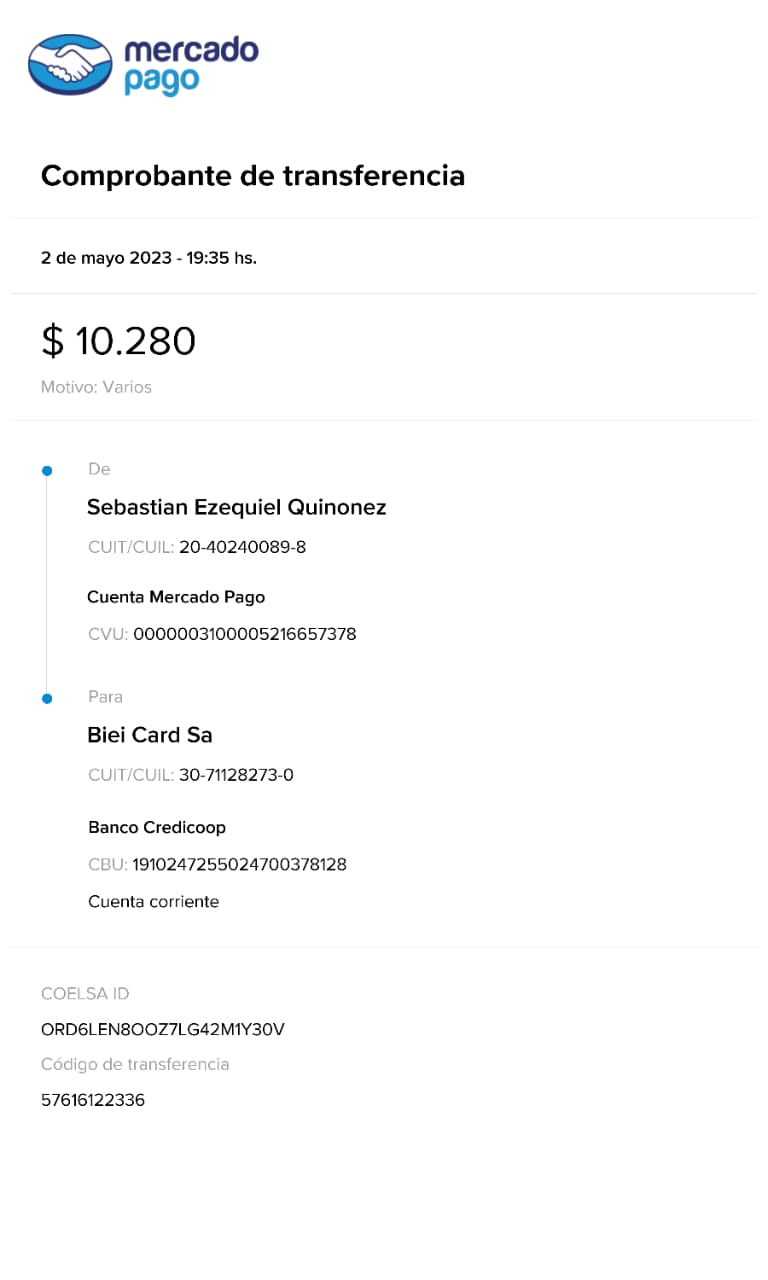 mercado
pago
Comprobante de transferencia
2 de mayo 2023 - 19:35 hs.
$ 10.280
Motivo: Varios
De
Sebastian Ezequiel Quinonez
CUIT/CUIL: 20-40240089-8
Cuenta Mercado Pago
CVU: 0000003100005216657378
Para
Biei Card Sa
CUIT/CUIL: 30-71128273-0
Banco Credicoop
CBU: 1910247255024700378128
Cuenta corriente
COELSA ID
ORD6LEN8OOZ7LG42M1Y30V
Código de transferencia
57616122336